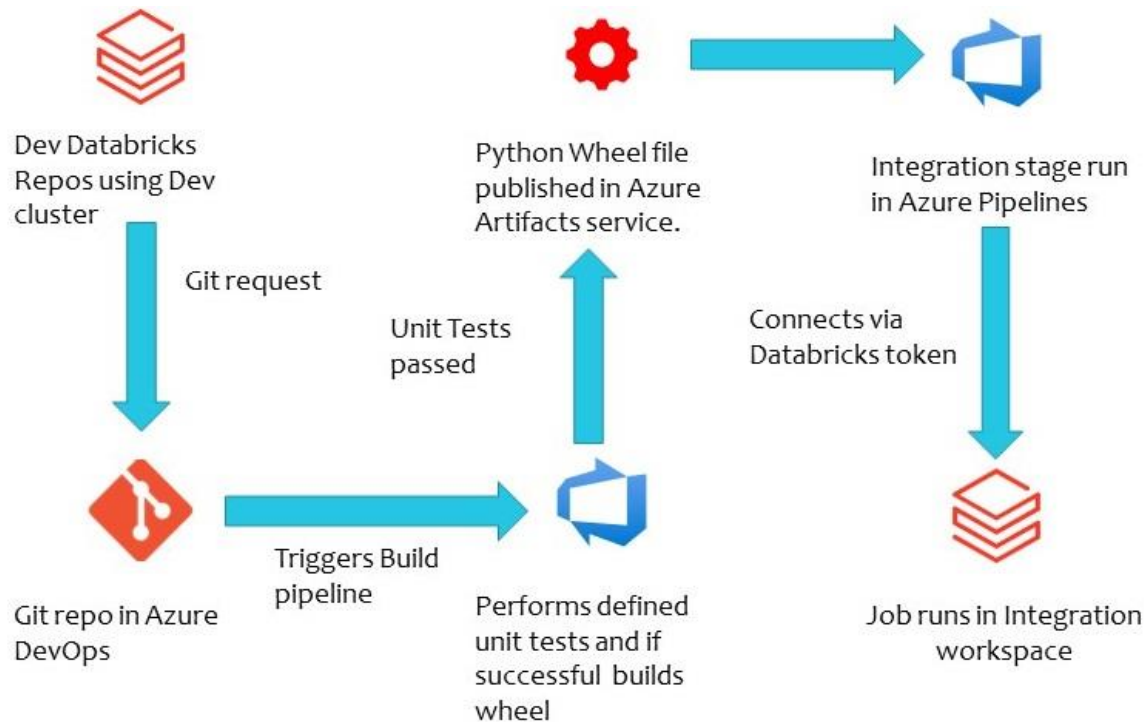 Dev Databricks
Repos using Dev
cluster
Git request
Git repo in Azure
DevOps
Triggers Build
pipeline
Performs defined
unit tests and if
successful builds
wheel
Unit Tests
passed
Python Wheel file
published in Azure
Artifacts service.
Integration stage run
in Azure Pipelines
Connects via
Databricks token
Job runs in Integration
workspace